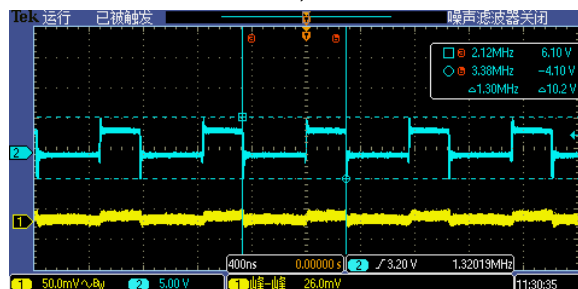 Tek 运行 已被触发 噪声滤波器关闭
a b
□ a 2.12MHz 6.10 V
○ b 3.38MHz −4.10 V
△1.30MHz △10.2 V
2
1
400ns 0.00000 s 2 ∫ 3.20 V 1.32019MHz
1 50.0mV∿BW 2 5.00 V 1 峰-峰 26.0mV 11:30:35